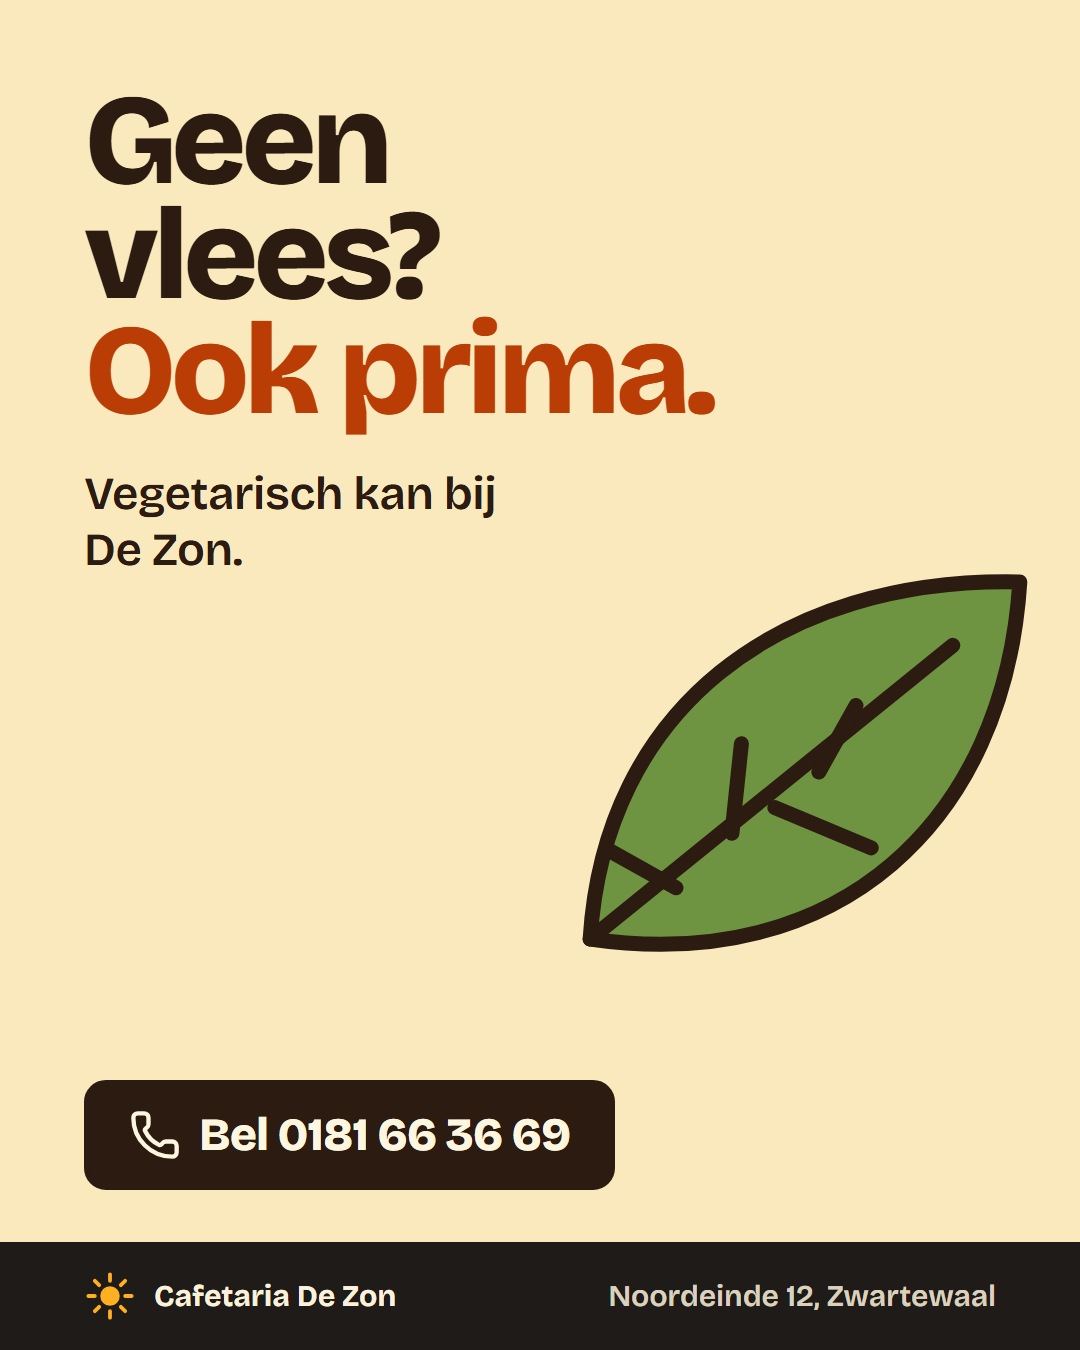 Geen
vlees?
Ook prima.
Vegetarisch kan bij
De Zon.
Bel 0181 66 36 69
Cafetaria De Zon
Noordeinde 12, Zwartewaal